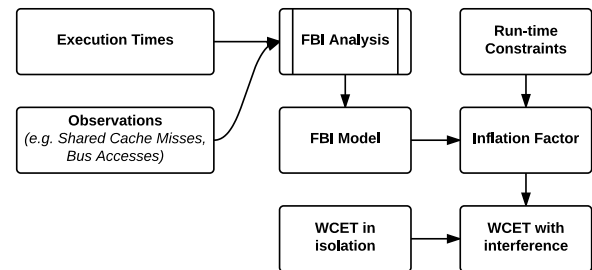 Execution Times
FBI Analysis
Run-time
Constraints
Observations
(e.g. Shared Cache Misses,
Bus Accesses)
FBI Model
Inflation Factor
WCET in
isolation
WCET with
interference